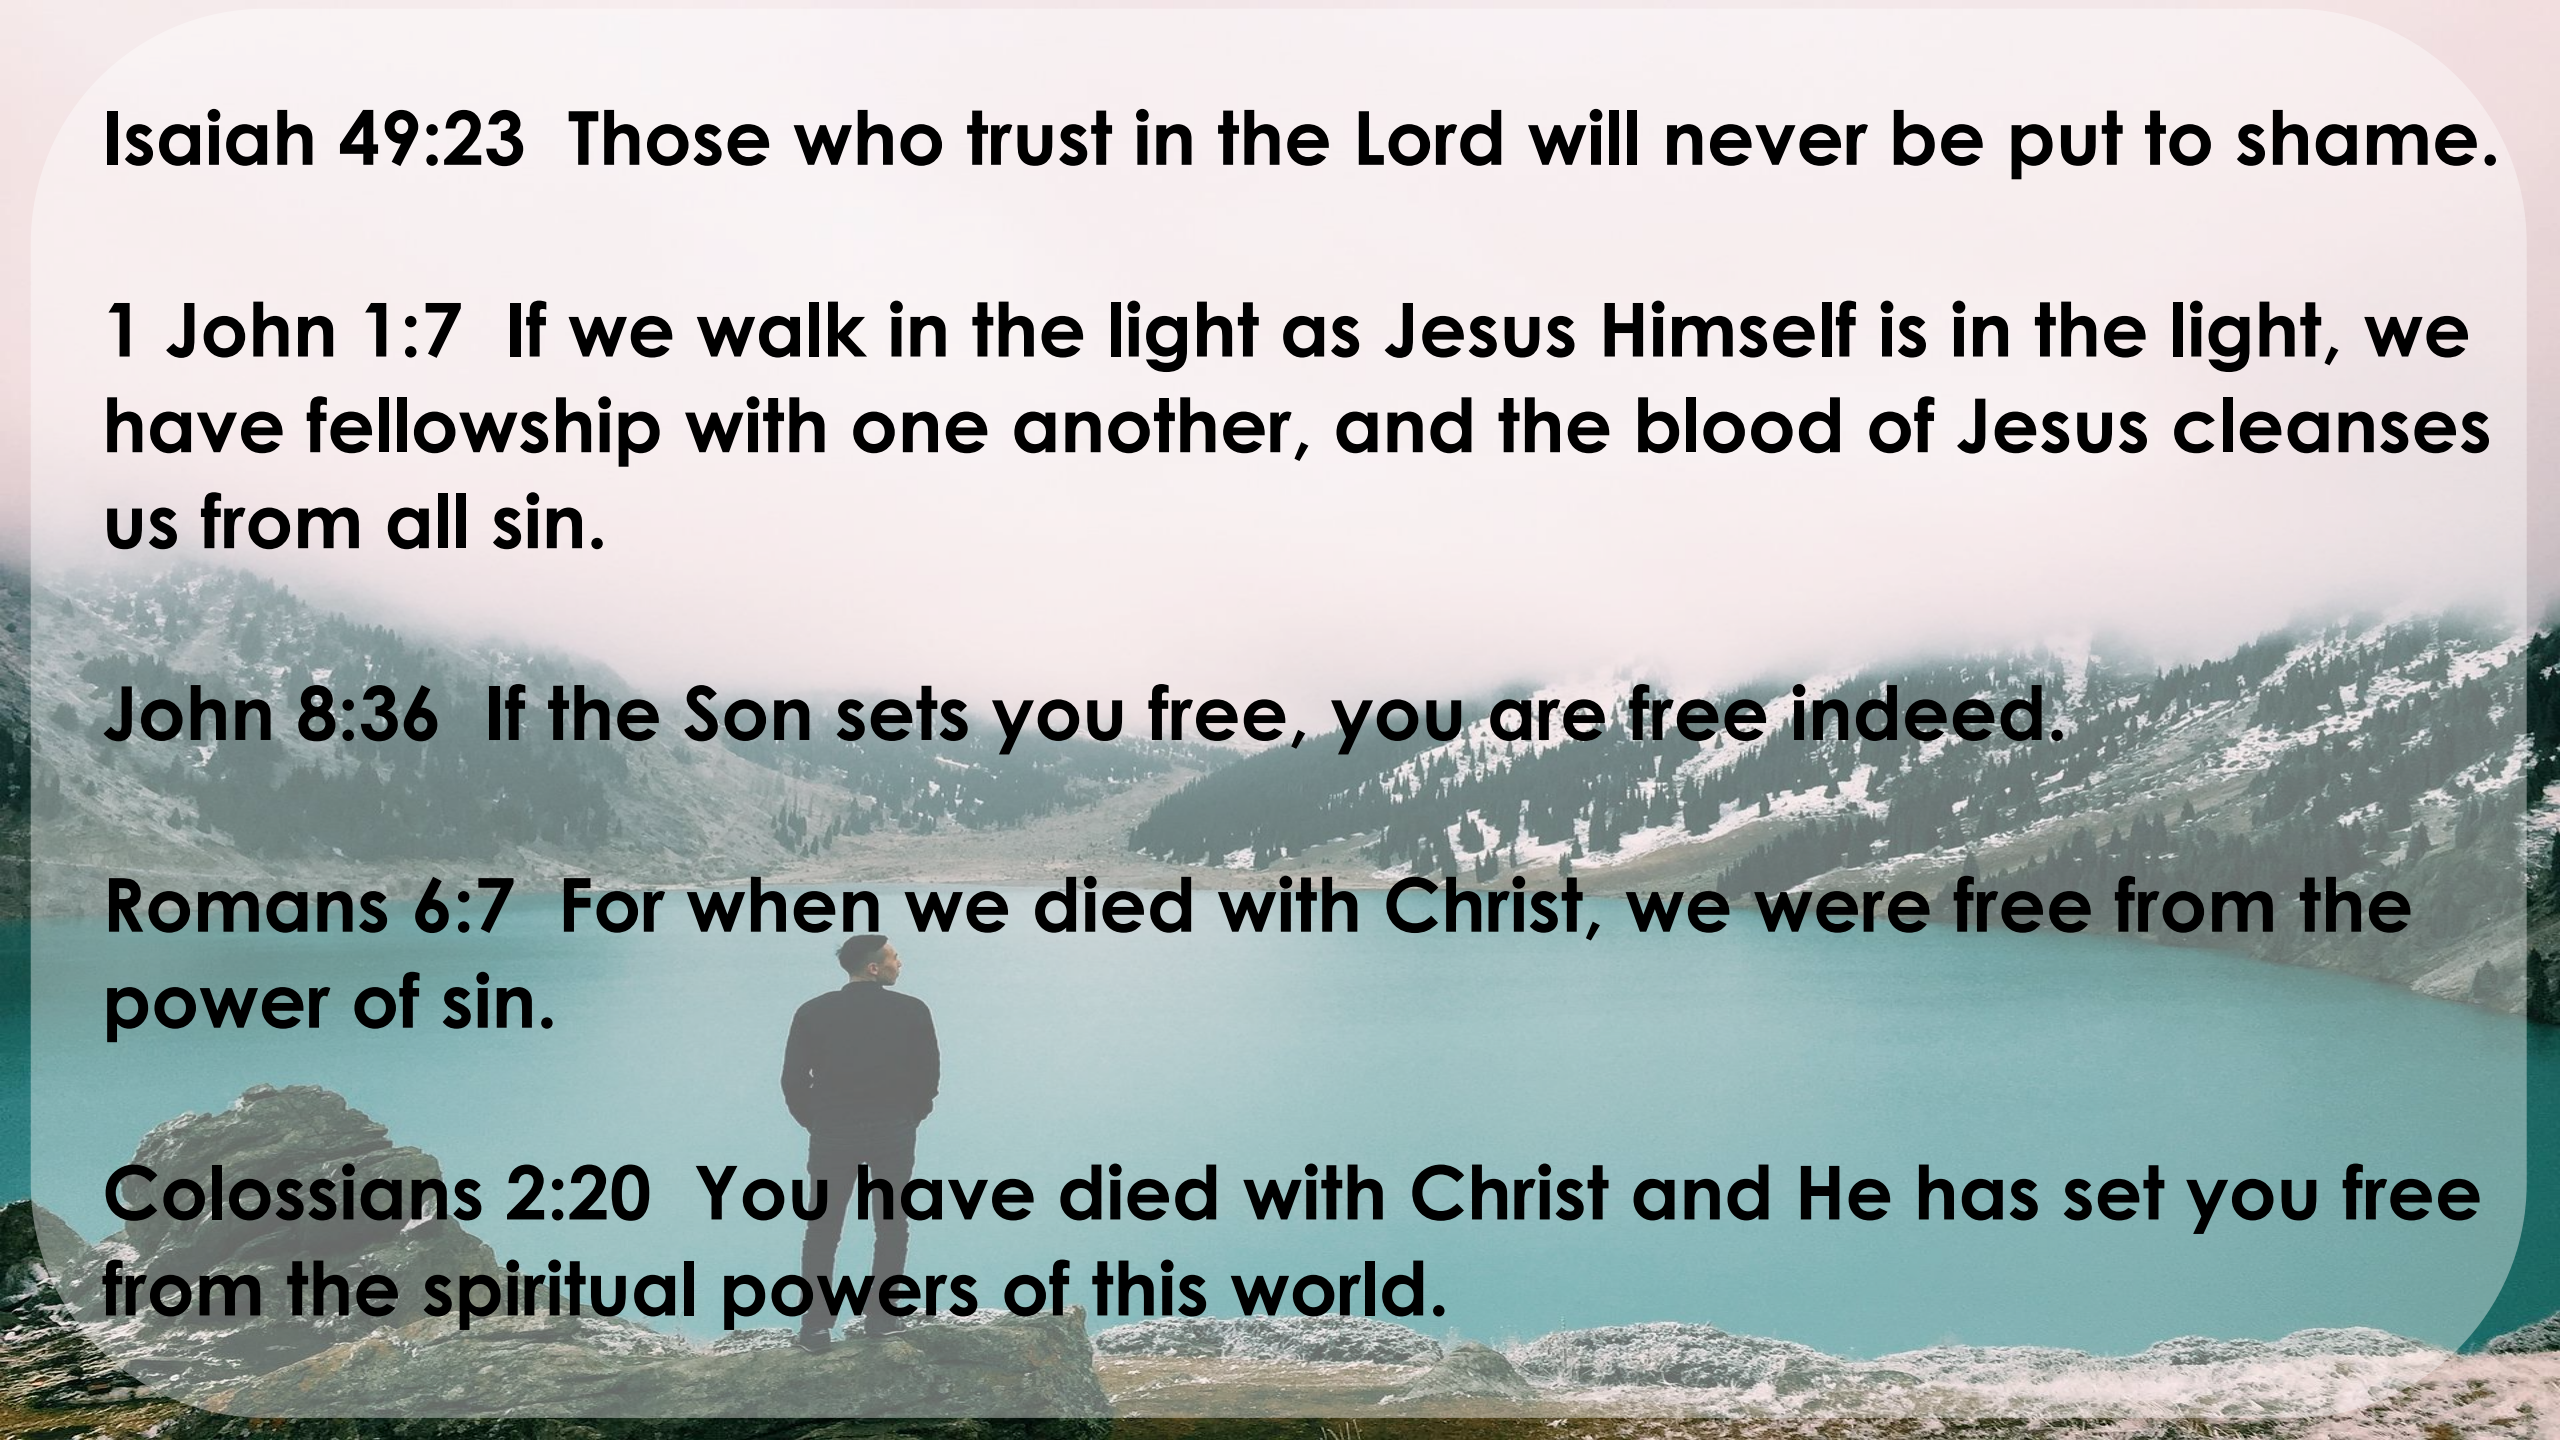 Isaiah 49:23  Those who trust in the Lord will never be put to shame.
1 John 1:7  If we walk in the light as Jesus Himself is in the light, we
have fellowship with one another, and the blood of Jesus cleanses
us from all sin.
John 8:36  If the Son sets you free, you are free indeed.
Romans 6:7  For when we died with Christ, we were free from the
power of sin.
Colossians 2:20  You have died with Christ and He has set you free
from the spiritual powers of this world.